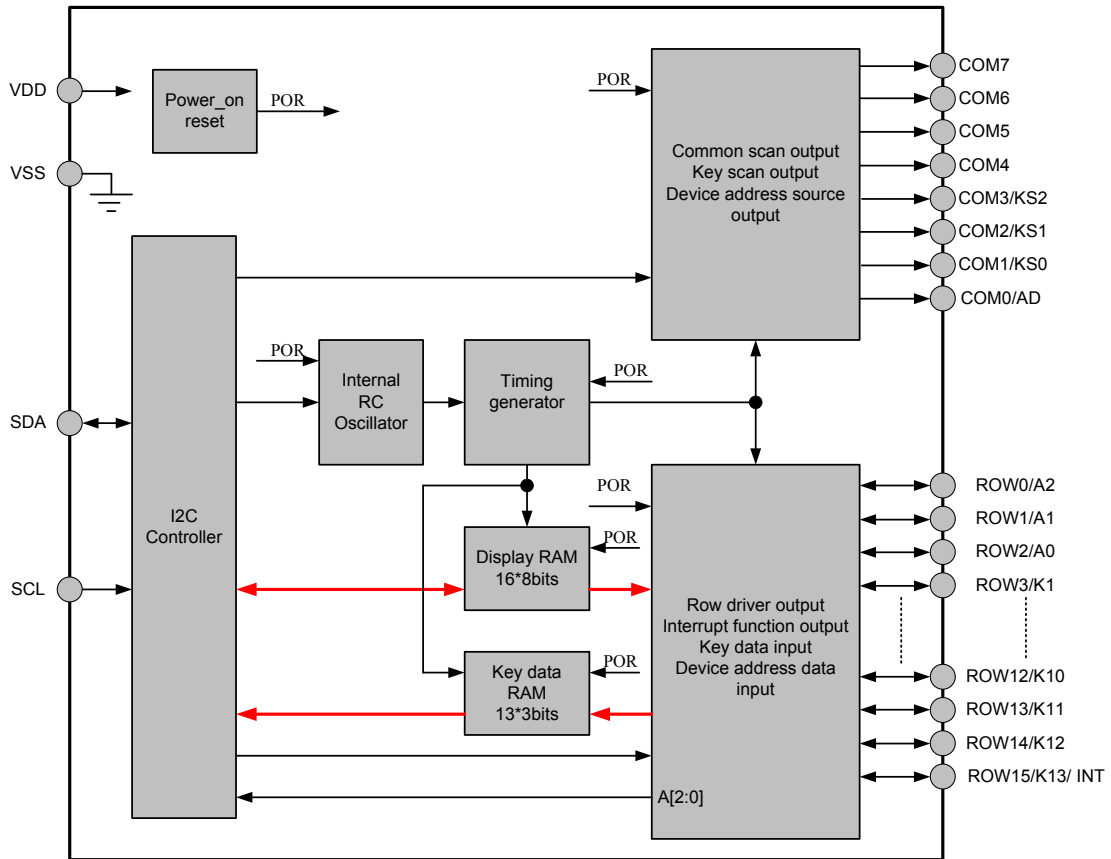 VDD
Power_on
reset
POR
POR
VSS
Common scan output
Key scan output
Device address source
output
COM7
COM6
COM5
COM4
COM3/KS2
COM2/KS1
COM1/KS0
COM0/AD
SDA
SCL
I2C
Controller
POR
Internal
RC
Oscillator
Timing
generator
POR
POR
Display RAM
16*8bits
POR
Key data
RAM
13*3bits
POR
Row driver output
Interrupt function output
Key data input
Device address data
input
A[2:0]
ROW0/A2
ROW1/A1
ROW2/A0
ROW3/K1
ROW12/K10
ROW13/K11
ROW14/K12
ROW15/K13/ INT